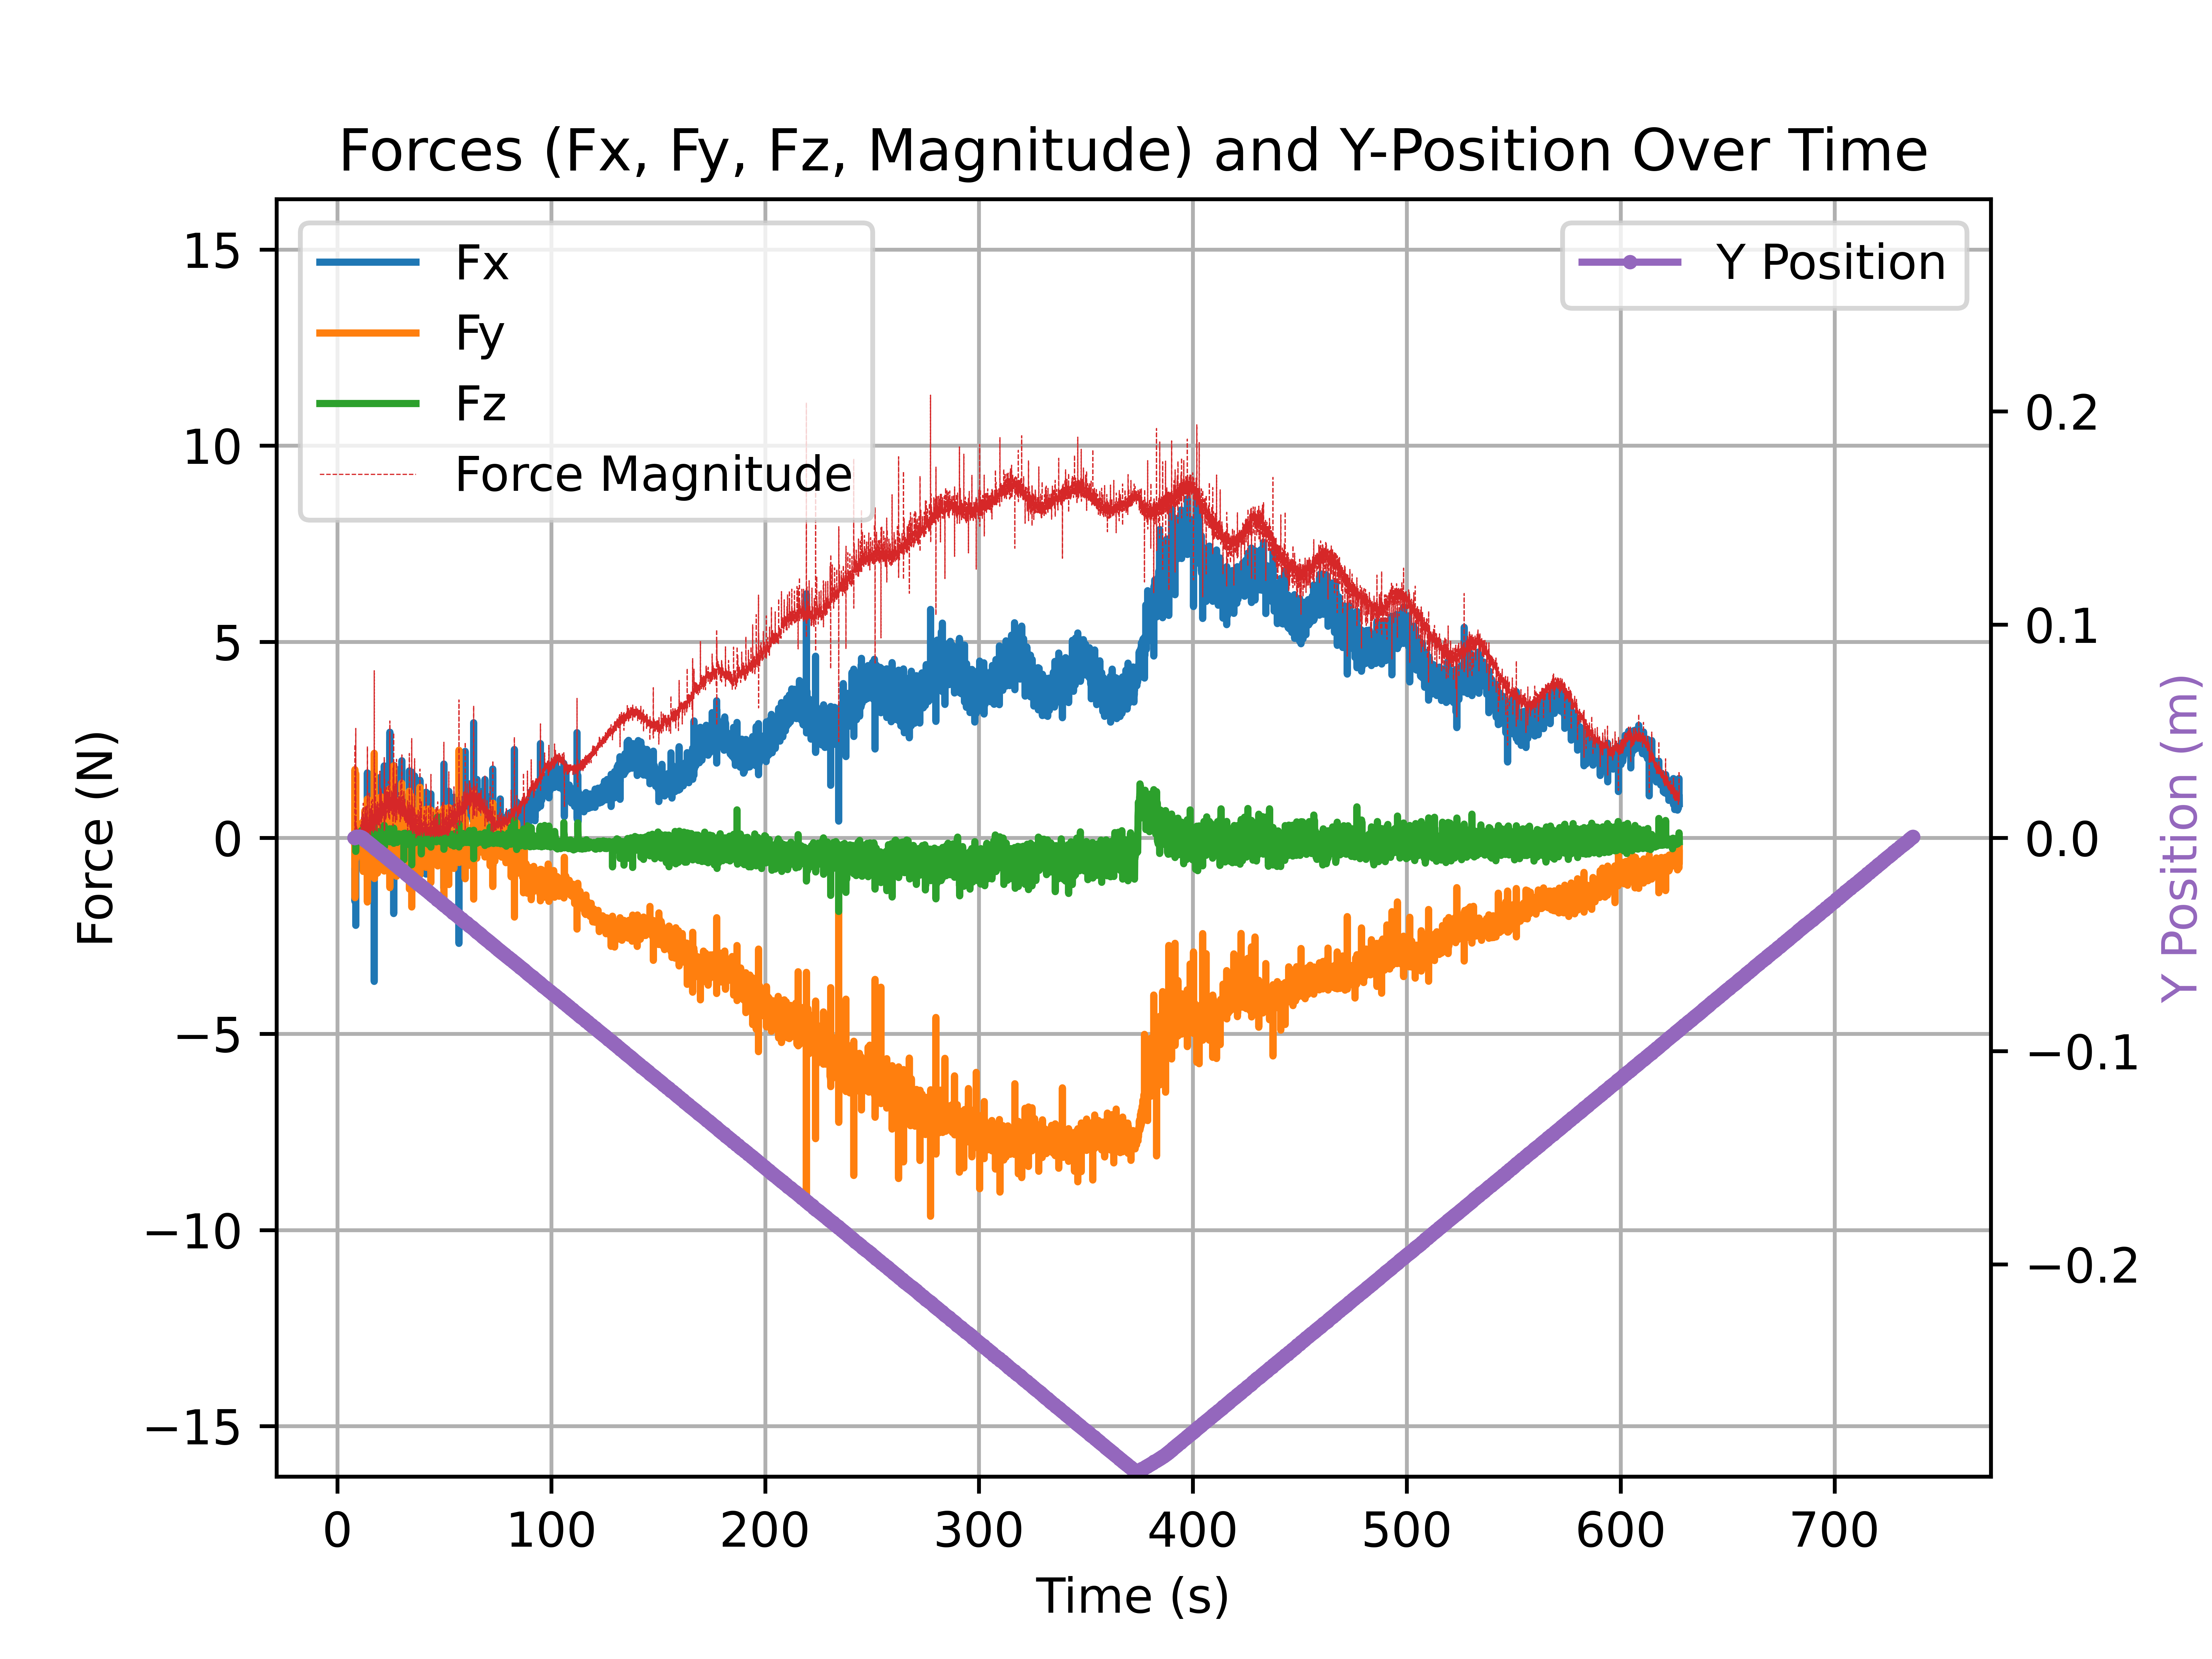 Forces (Fx, Fy, Fz, Magnitude) and Y-Position Over Time
Fx
Fy
Fz
Force Magnitude
Y Position
15
10
5
0
−5
−10
−15
Force (N)
0.2
0.1
0.0
−0.1
−0.2
Y Position (m)
0 100 200 300 400 500 600 700
Time (s)